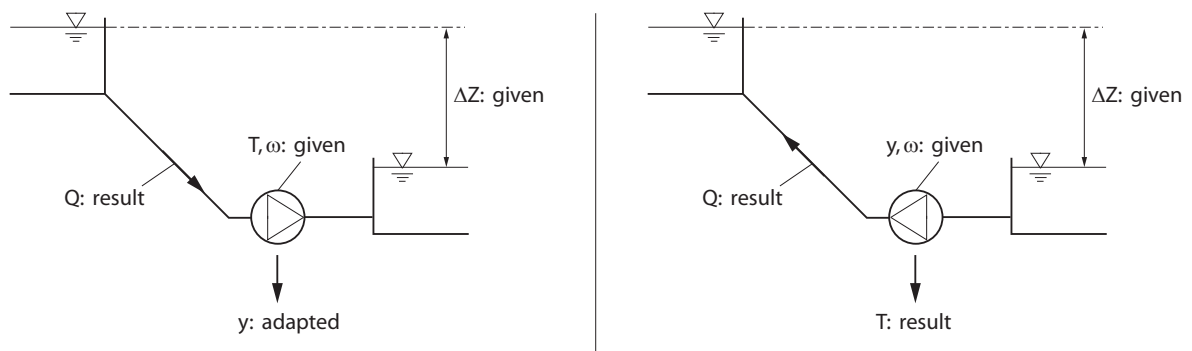 ΔZ: given
T, ω: given
Q: result
y: adapted
ΔZ: given
y, ω: given
Q: result
T: result